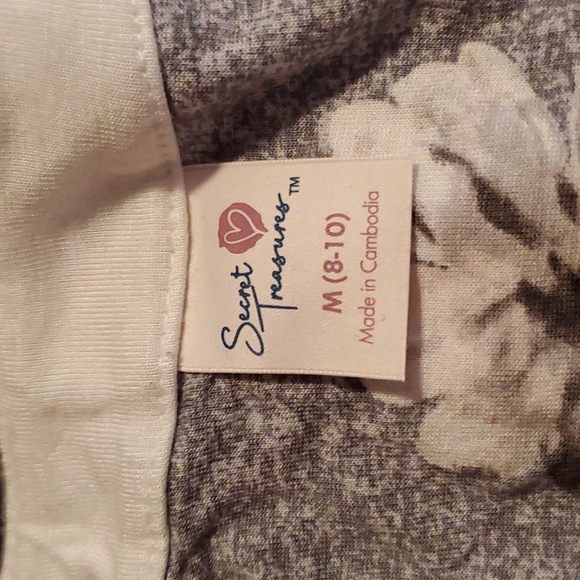 Secret
Treasures™
M (8-10)
Made in Cambodia